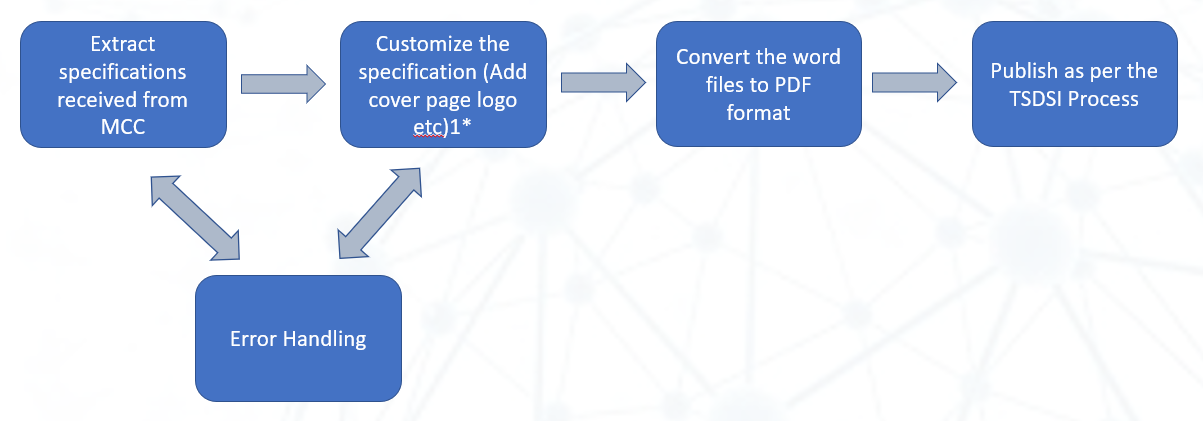 Extract
specifications
received from
MCC
Customize the
specification (Add
cover page logo
etc)1*
Convert the word
files to PDF
format
Publish as per the
TSDSI Process
Error Handling